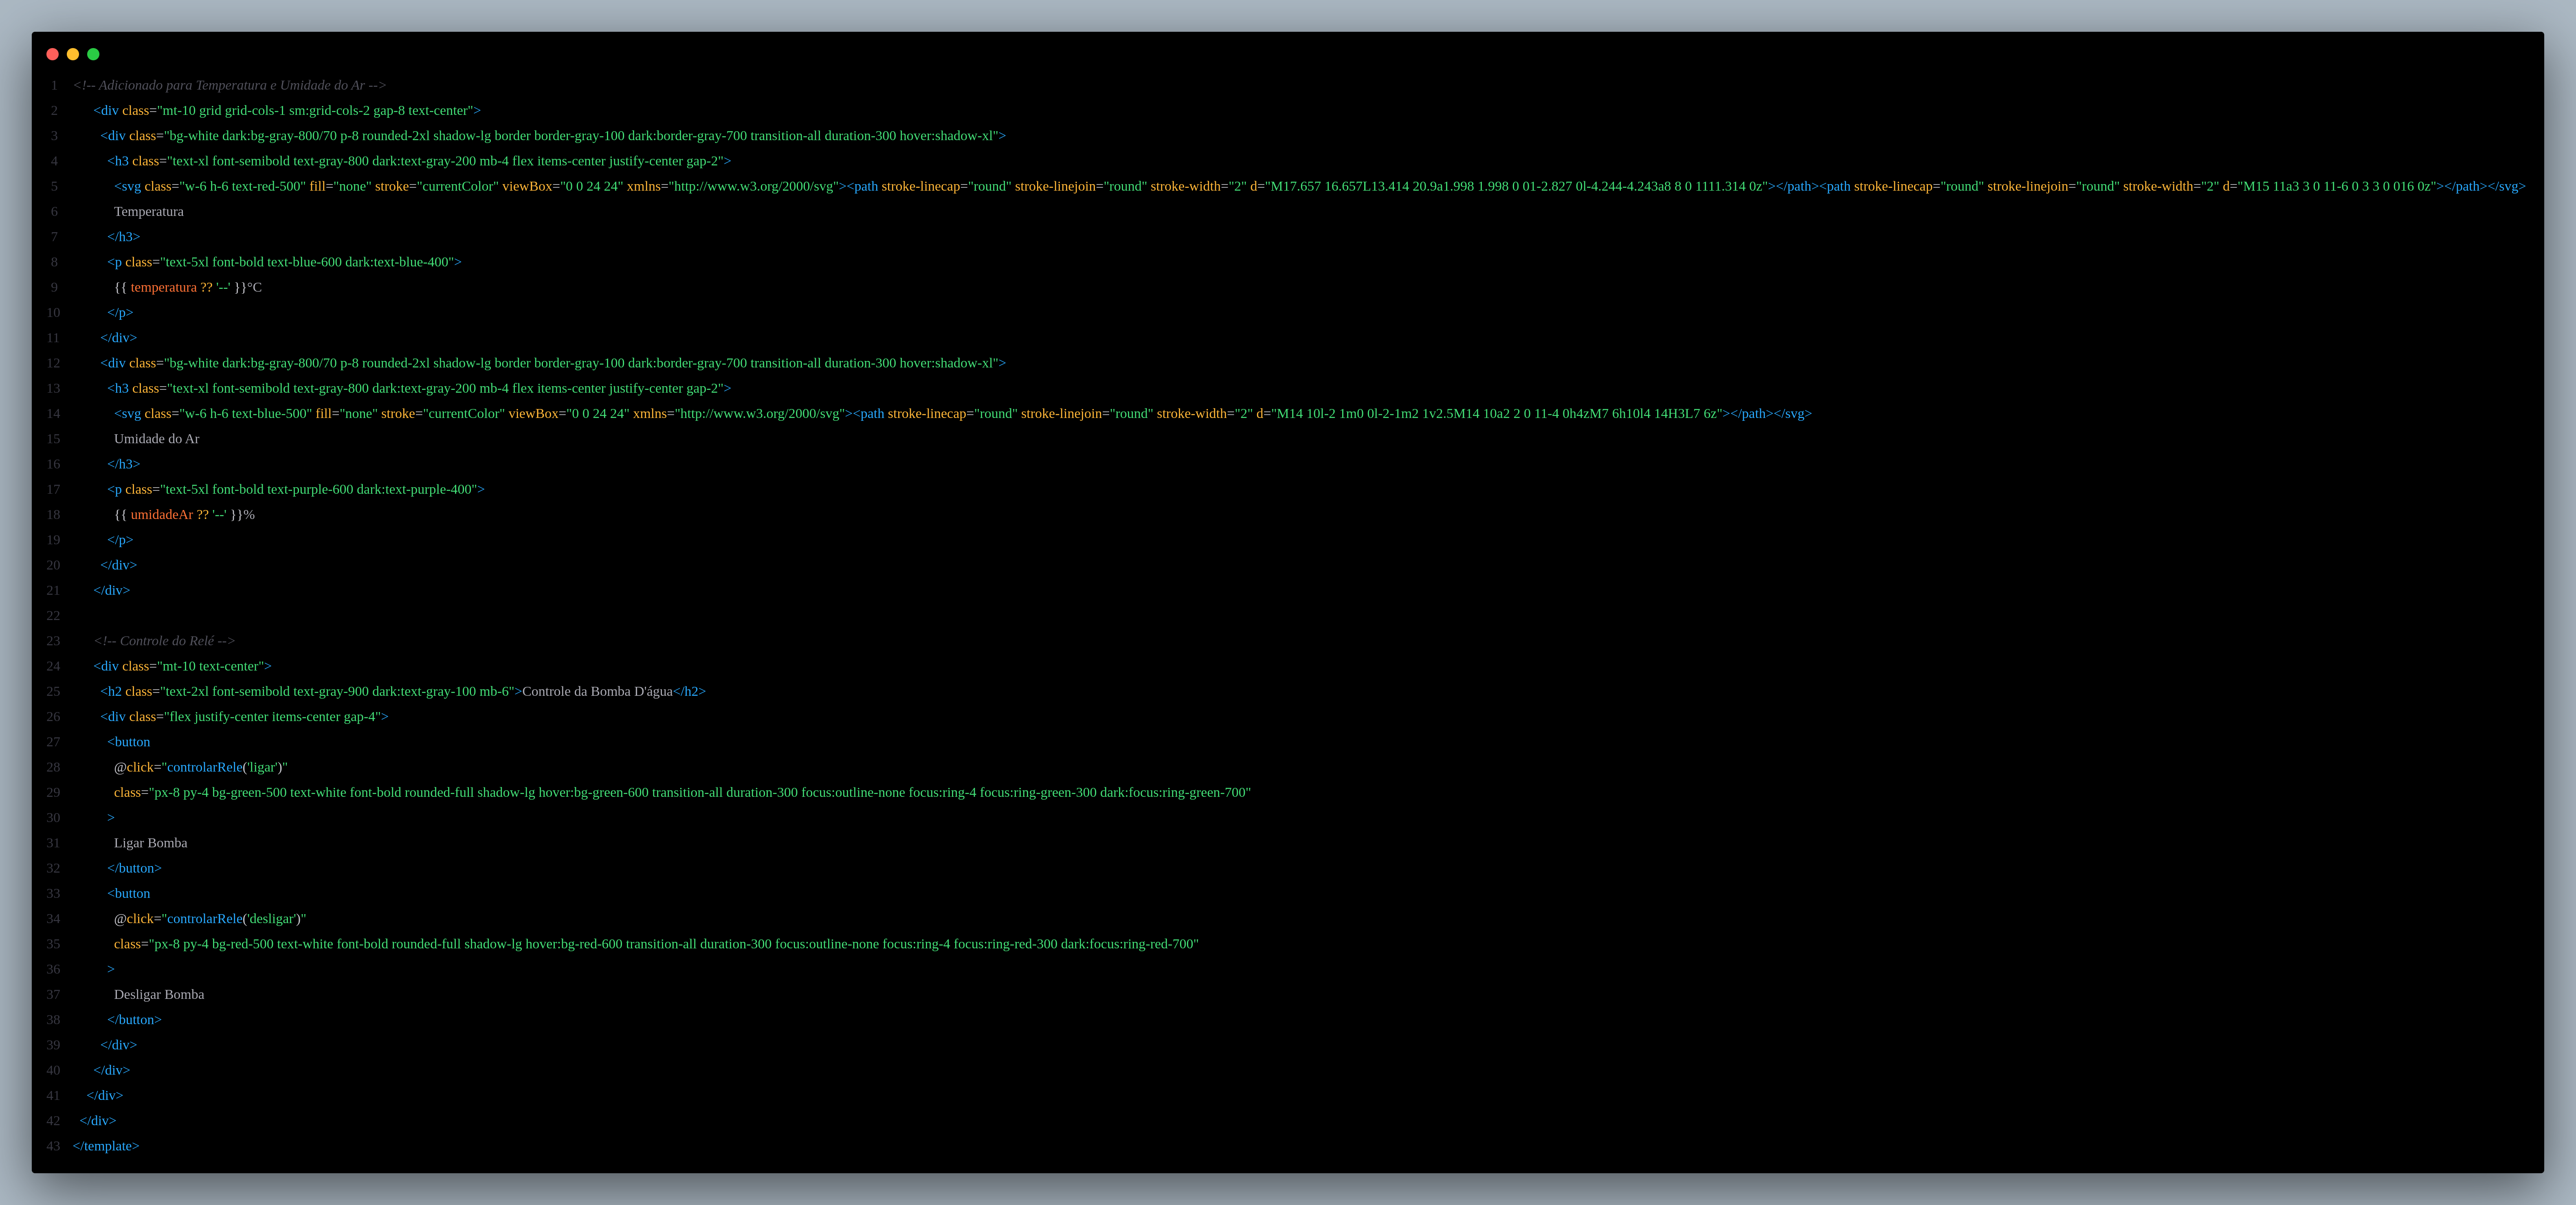 1 <!-- Adicionado para Temperatura e Umidade do Ar -->
2 <div class="mt-10 grid grid-cols-1 sm:grid-cols-2 gap-8 text-center">
3 <div class="bg-white dark:bg-gray-800/70 p-8 rounded-2xl shadow-lg border border-gray-100 dark:border-gray-700 transition-all duration-300 hover:shadow-xl">
4 <h3 class="text-xl font-semibold text-gray-800 dark:text-gray-200 mb-4 flex items-center justify-center gap-2">
5 <svg class="w-6 h-6 text-red-500" fill="none" stroke="currentColor" viewBox="0 0 24 24" xmlns="http://www.w3.org/2000/svg"><path stroke-linecap="round" stroke-linejoin="round" stroke-width="2" d="M17.657 16.657L13.414 20.9a1.998 1.998 0 01-2.827 0l-4.244-4.243a8 8 0 1111.314 0z"></path><path stroke-linecap="round" stroke-linejoin="round" stroke-width="2" d="M15 11a3 3 0 11-6 0 3 3 0 016 0z"></path></svg>
6 Temperatura
7 </h3>
8 <p class="text-5xl font-bold text-blue-600 dark:text-blue-400">
9 {{ temperatura ?? '--' }}°C
10 </p>
11 </div>
12 <div class="bg-white dark:bg-gray-800/70 p-8 rounded-2xl shadow-lg border border-gray-100 dark:border-gray-700 transition-all duration-300 hover:shadow-xl">
13 <h3 class="text-xl font-semibold text-gray-800 dark:text-gray-200 mb-4 flex items-center justify-center gap-2">
14 <svg class="w-6 h-6 text-blue-500" fill="none" stroke="currentColor" viewBox="0 0 24 24" xmlns="http://www.w3.org/2000/svg"><path stroke-linecap="round" stroke-linejoin="round" stroke-width="2" d="M14 10l-2 1m0 0l-2-1m2 1v2.5M14 10a2 2 0 11-4 0h4zM7 6h10l4 14H3L7 6z"></path></svg>
15 Umidade do Ar
16 </h3>
17 <p class="text-5xl font-bold text-purple-600 dark:text-purple-400">
18 {{ umidadeAr ?? '--' }}%
19 </p>
20 </div>
21 </div>
22
23 <!-- Controle do Relé -->
24 <div class="mt-10 text-center">
25 <h2 class="text-2xl font-semibold text-gray-900 dark:text-gray-100 mb-6">Controle da Bomba D'água</h2>
26 <div class="flex justify-center items-center gap-4">
27 <button
28 @click="controlarRele('ligar')"
29 class="px-8 py-4 bg-green-500 text-white font-bold rounded-full shadow-lg hover:bg-green-600 transition-all duration-300 focus:outline-none focus:ring-4 focus:ring-green-300 dark:focus:ring-green-700"
30 >
31 Ligar Bomba
32 </button>
33 <button
34 @click="controlarRele('desligar')"
35 class="px-8 py-4 bg-red-500 text-white font-bold rounded-full shadow-lg hover:bg-red-600 transition-all duration-300 focus:outline-none focus:ring-4 focus:ring-red-300 dark:focus:ring-red-700"
36 >
37 Desligar Bomba
38 </button>
39 </div>
40 </div>
41 </div>
42 </div>
43 </template>